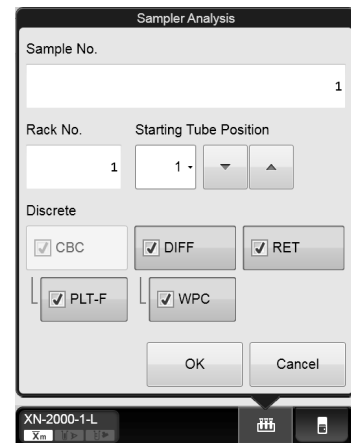 Sampler Analysis
Sample No.
1
Rack No. Starting Tube Position
1 1
Discrete
CBC DIFF RET
PLT-F WPC
OK Cancel
XN-2000-1-L
Xm